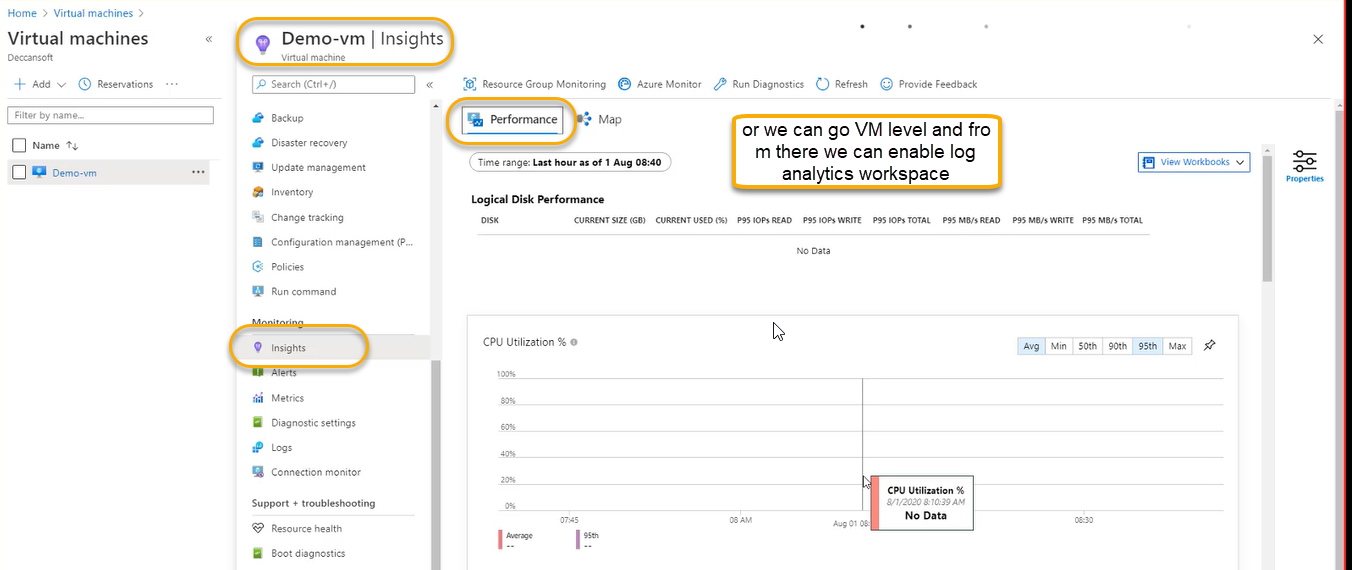 Home > Virtual machines >
Virtual machines «
Deccansoft
+ Add Reservations ...
Filter by name...
Name ↑↓
Demo-vm ...
Demo-vm | Insights
Virtual machine
Search (Ctrl+/) «
Backup
Disaster recovery
Update management
Inventory
Change tracking
Configuration management (P...
Policies
Run command
Monitoring
Insights
Alerts
Metrics
Diagnostic settings
Logs
Connection monitor
Support + troubleshooting
Resource health
Boot diagnostics
Resource Group Monitoring Azure Monitor Run Diagnostics Refresh Provide Feedback
Performance Map
or we can go VM level and fro
m there we can enable log
analytics workspace
Time range: Last hour as of 1 Aug 08:40
View Workbooks
Properties
Logical Disk Performance
DISK CURRENT SIZE (GB) CURRENT USED (%) P95 IOPs READ P95 IOPs WRITE P95 IOPs TOTAL P95 MB/s READ P95 MB/s WRITE P95 MB/s TOTAL
No Data
CPU Utilization %
Avg Min 50th 90th 95th Max
100%
80%
60%
40%
20%
0%
07:45 08 AM Aug 01 08: 08:30
CPU Utilization %
8/1/2020 8:10:39 AM
No Data
Average 95th
-- --